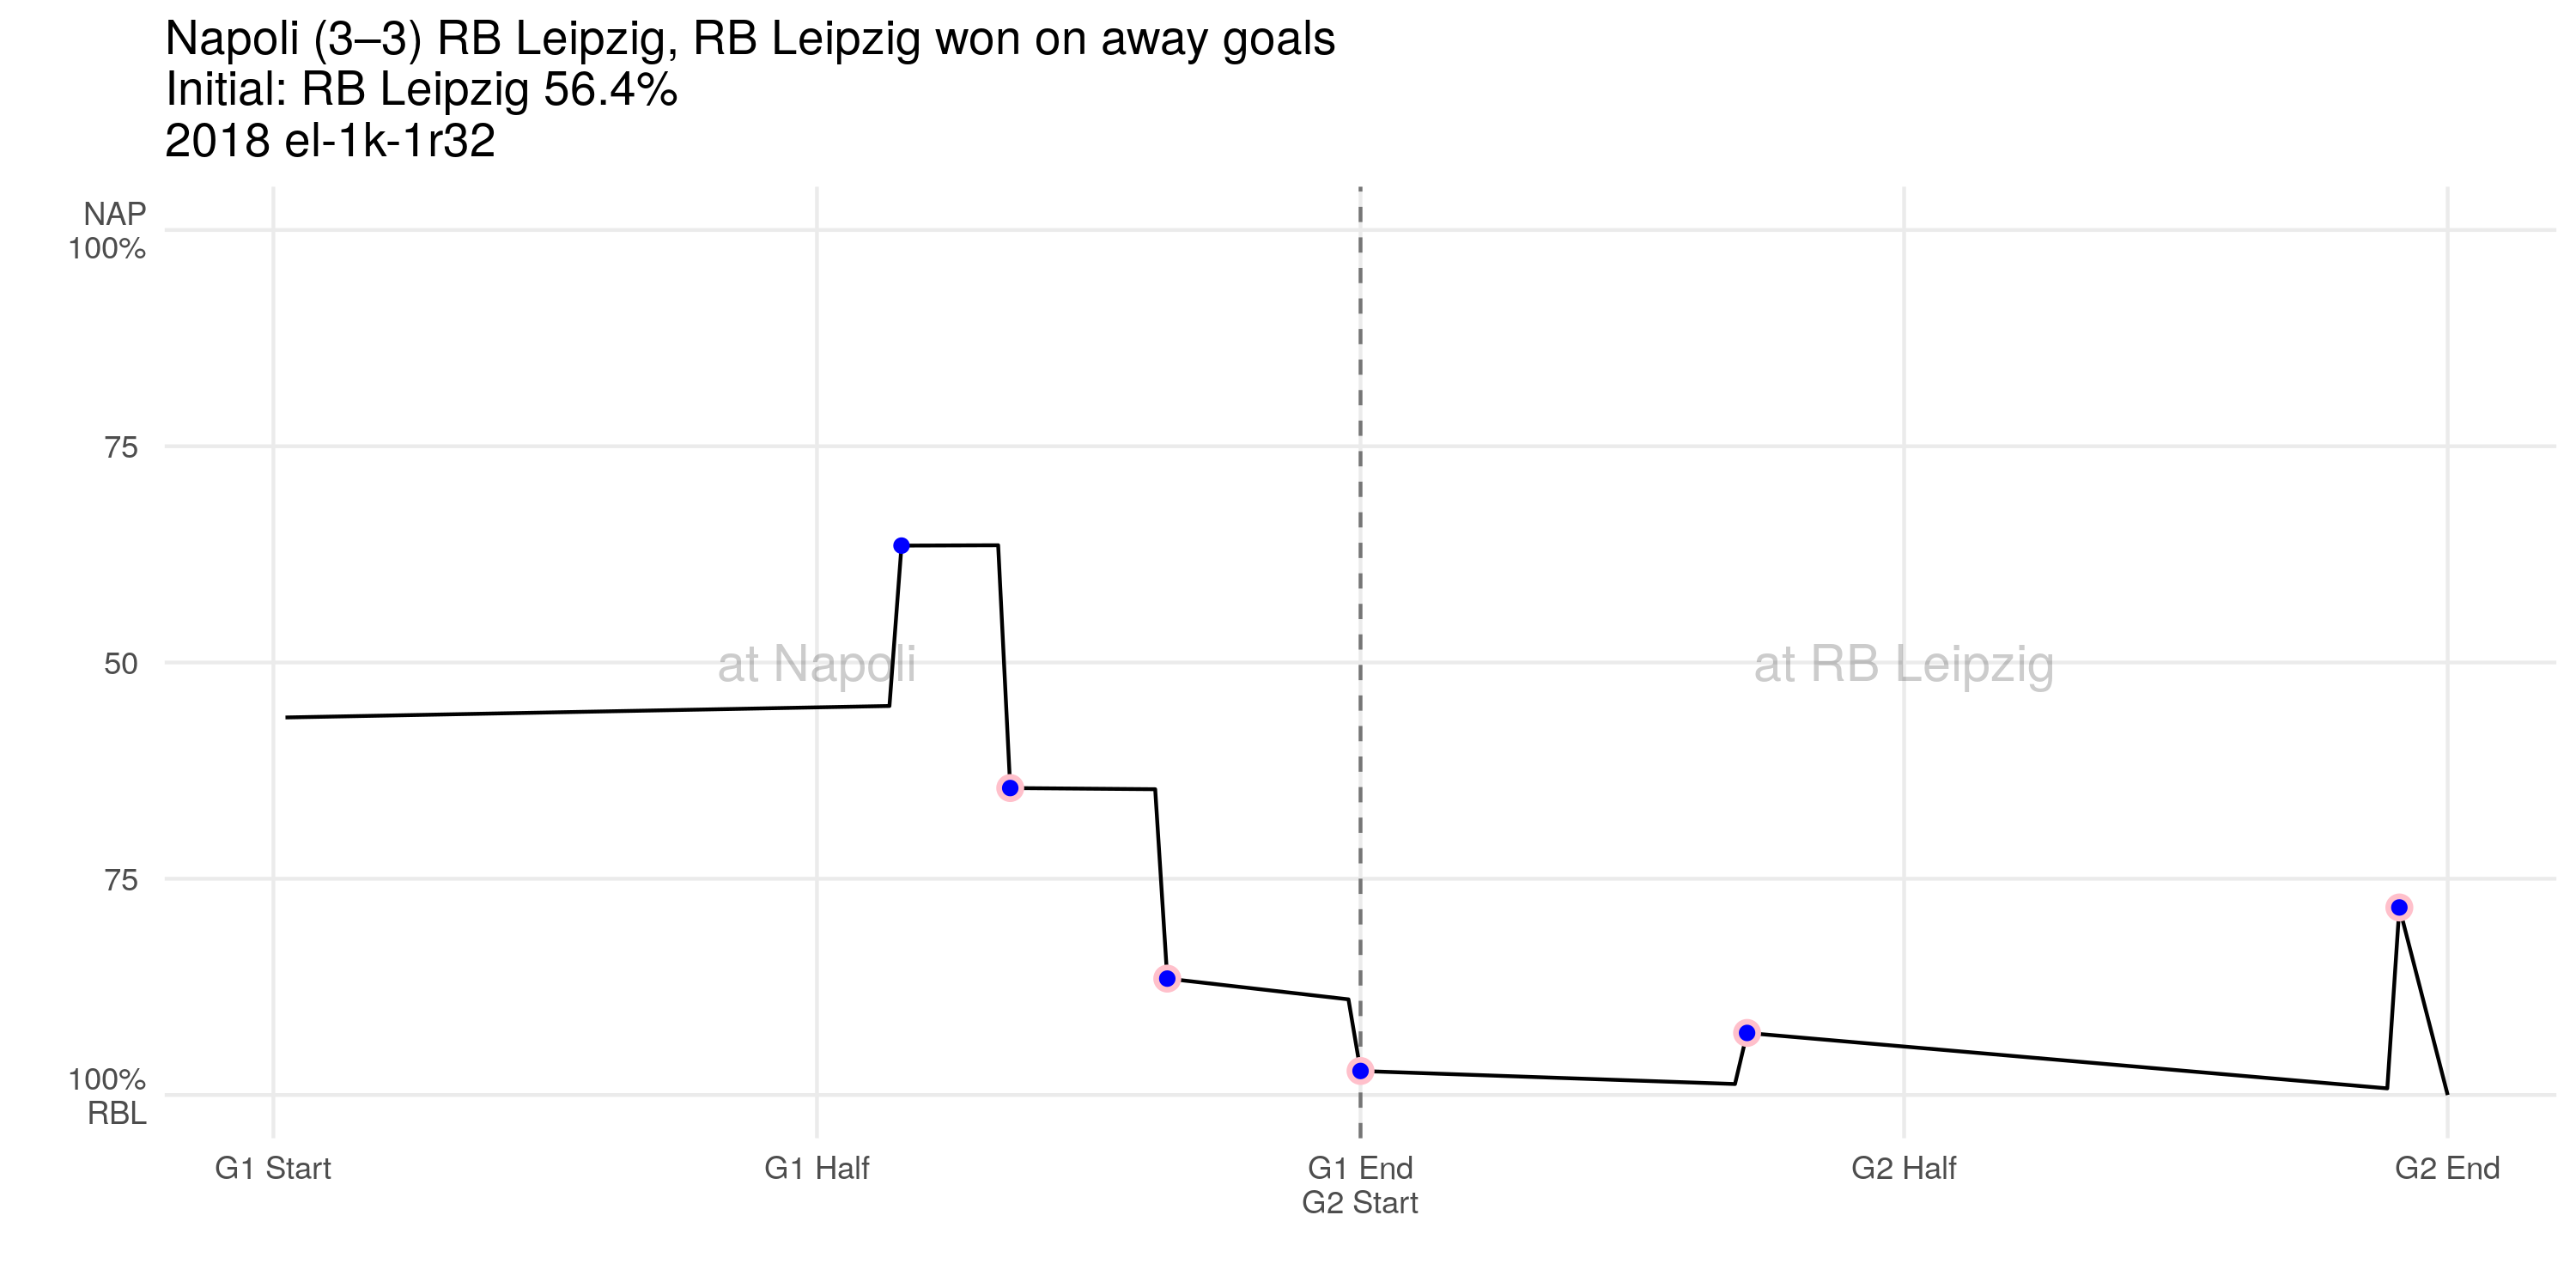 Napoli (3–3) RB Leipzig, RB Leipzig won on away goals
Initial: RB Leipzig 56.4%
2018 el-1k-1r32
NAP
100%
75
50
75
100%
RBL
at Napoli
at RB Leipzig
G1 Start
G1 Half
G1 End
G2 Start
G2 Half
G2 End